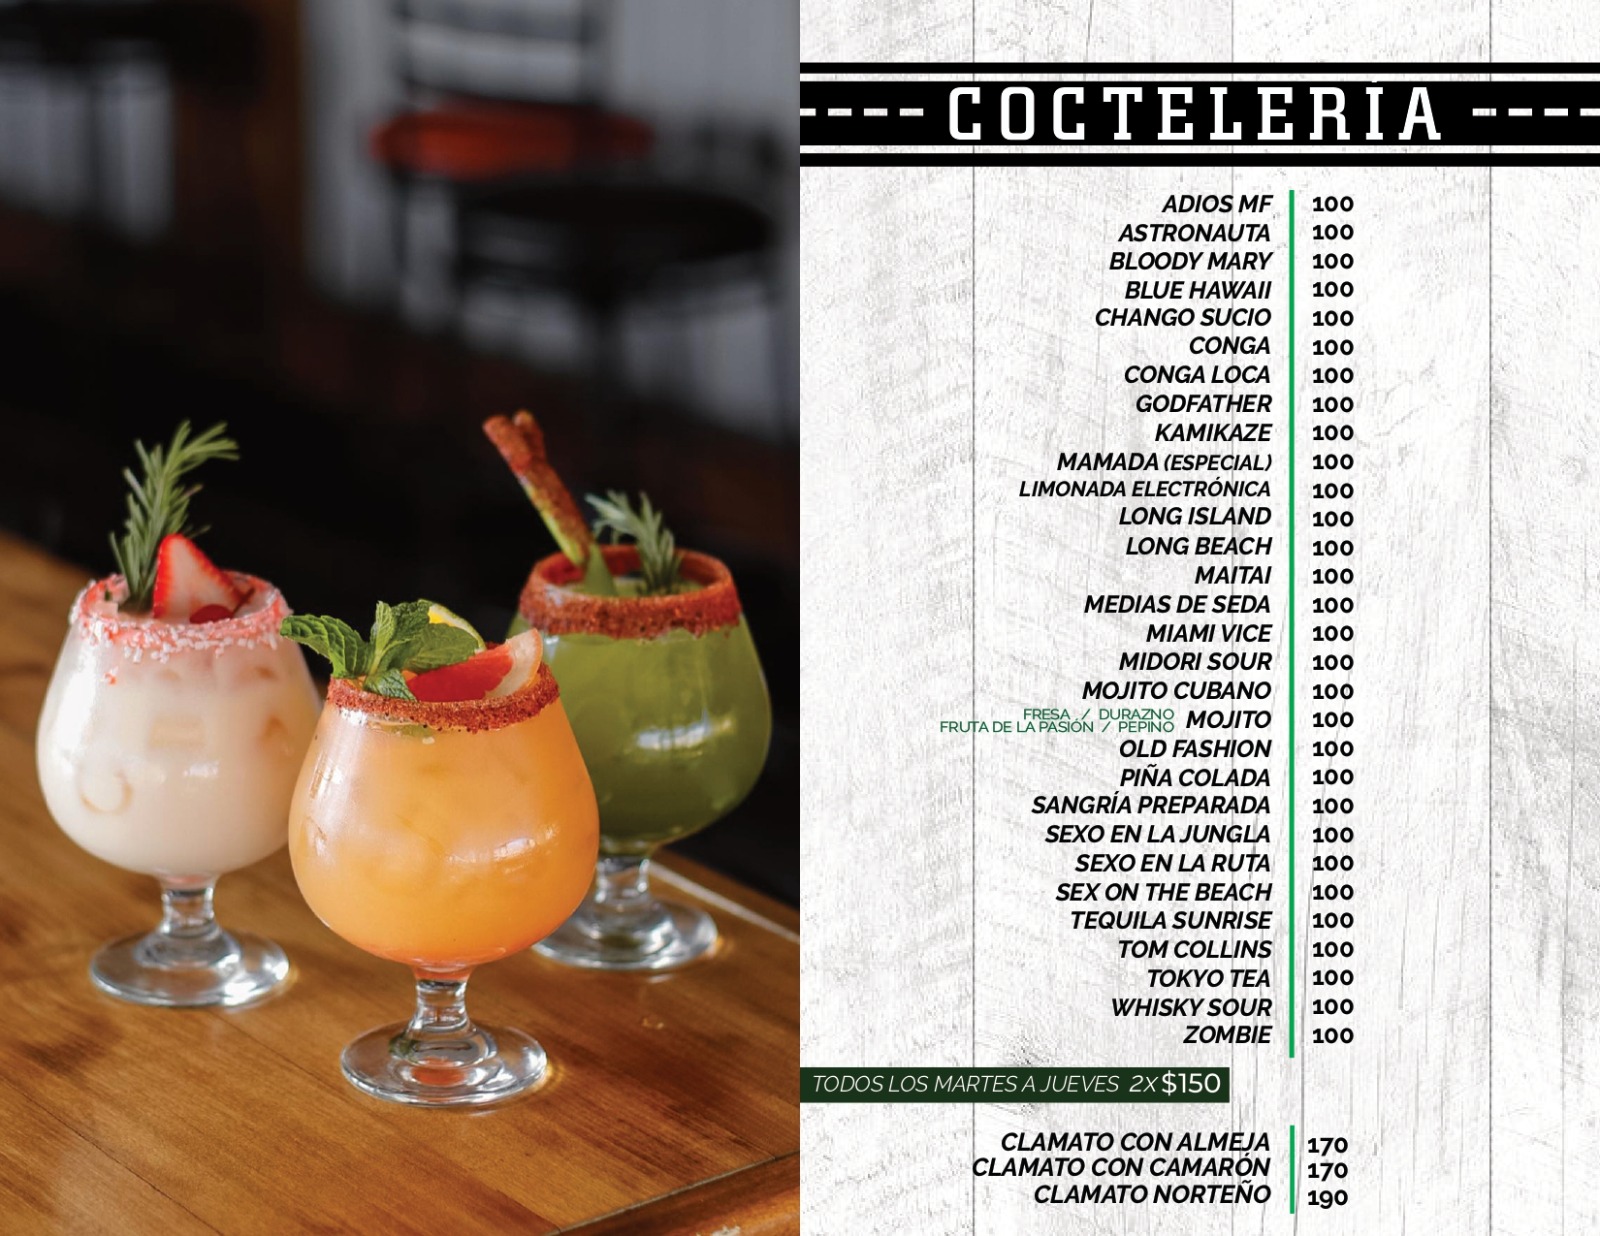 COCTELERÍA
ADIOS MF 100
ASTRONAUTA 100
BLOODY MARY 100
BLUE HAWAII 100
CHANGO SUCIO 100
CONGA 100
CONGA LOCA 100
GODFATHER 100
KAMIKAZE 100
MAMADA (ESPECIAL) 100
LIMONADA ELECTRÓNICA 100
LONG ISLAND 100
LONG BEACH 100
MAITAI 100
MEDIAS DE SEDA 100
MIAMI VICE 100
MIDORI SOUR 100
MOJITO CUBANO 100
FRESA / DURAZNO
FRUTA DE LA PASIÓN / PEPINO
MOJITO 100
OLD FASHION 100
PIÑA COLADA 100
SANGRÍA PREPARADA 100
SEXO EN LA JUNGLA 100
SEXO EN LA RUTA 100
SEX ON THE BEACH 100
TEQUILA SUNRISE 100
TOM COLLINS 100
TOKYO TEA 100
WHISKY SOUR 100
ZOMBIE 100
TODOS LOS MARTES A JUEVES 2X $150
CLAMATO CON ALMEJA 170
CLAMATO CON CAMARÓN 170
CLAMATO NORTEÑO 190